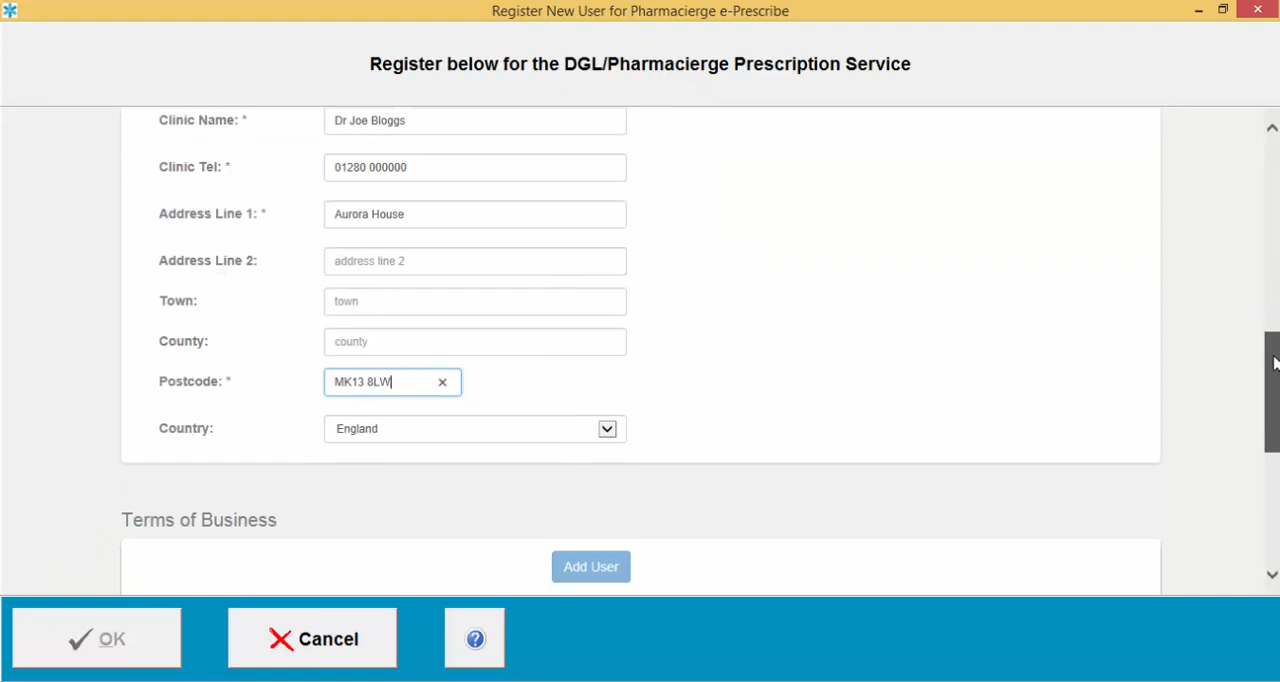 Register New User for Pharmacierge e-Prescribe
Register below for the DGL/Pharmacierge Prescription Service
Clinic Name: * Dr Joe Bloggs
Clinic Tel: * 01280 000000
Address Line 1: * Aurora House
Address Line 2: address line 2
Town: town
County: county
Postcode: * MK13 8LW
Country: England
Terms of Business
Add User
OK Cancel ?